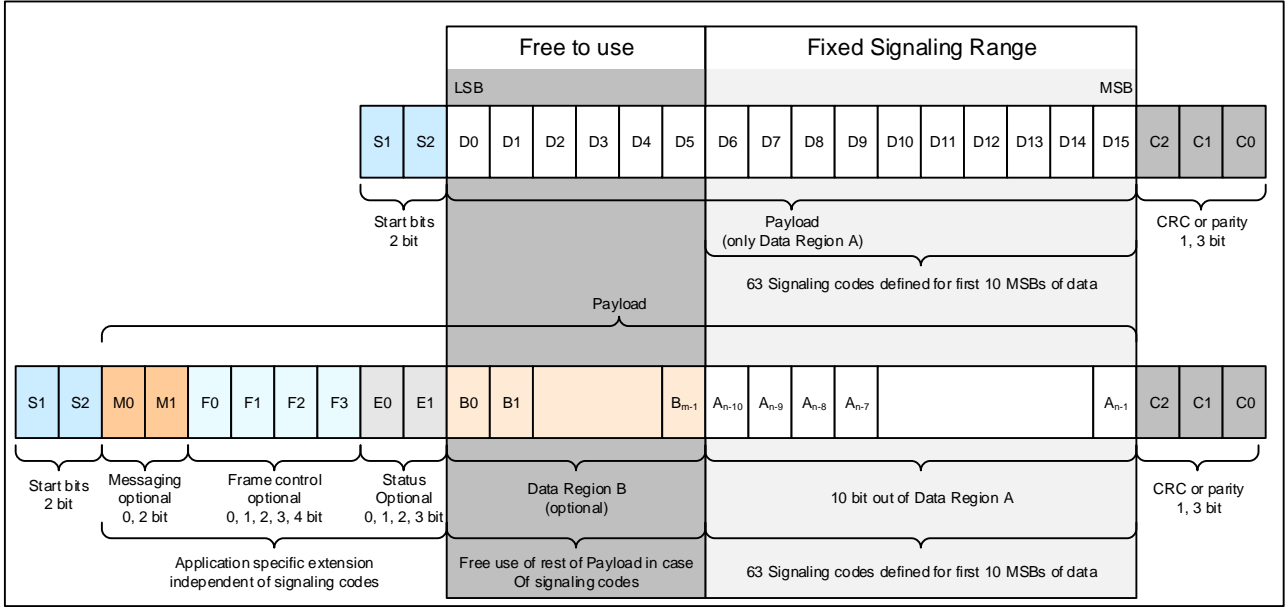 Free to use Fixed Signaling Range
LSB MSB
S1 S2 D0 D1 D2 D3 D4 D5 D6 D7 D8 D9 D10 D11 D12 D13 D14 D15 C2 C1 C0
Start bits
2 bit
Payload
(only Data Region A)
CRC or parity
1, 3 bit
63 Signaling codes defined for first 10 MSBs of data
Payload
S1 S2 M0 M1 F0 F1 F2 F3 E0 E1 B0 B1 Bm-1 An-10 An-9 An-8 An-7 An-1 C2 C1 C0
Start bits
2 bit
Messaging
optional
0, 2 bit
Frame control
optional
0, 1, 2, 3, 4 bit
Status
Optional
0, 1, 2, 3 bit
Data Region B
(optional)
10 bit out of Data Region A
CRC or parity
1, 3 bit
Application specific extension
independent of signaling codes
Free use of rest of Payload in case
Of signaling codes
63 Signaling codes defined for first 10 MSBs of data